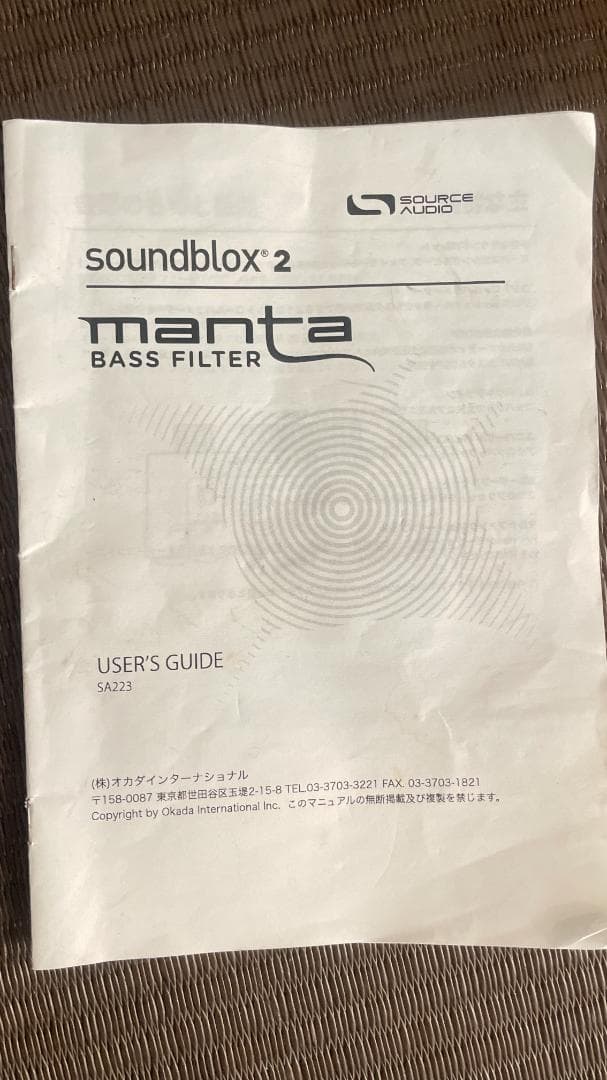 SOURCE
AUDIO
soundblox® 2
manta
BASS FILTER
USER'S GUIDE
SA223
(株)オカダインターナショナル
〒158-0087 東京都世田谷区玉堤2-15-8 TEL.03-3703-3221 FAX. 03-3703-1821
Copyright by Okada International Inc. このマニュアルの無断掲載及び複製を禁じます。